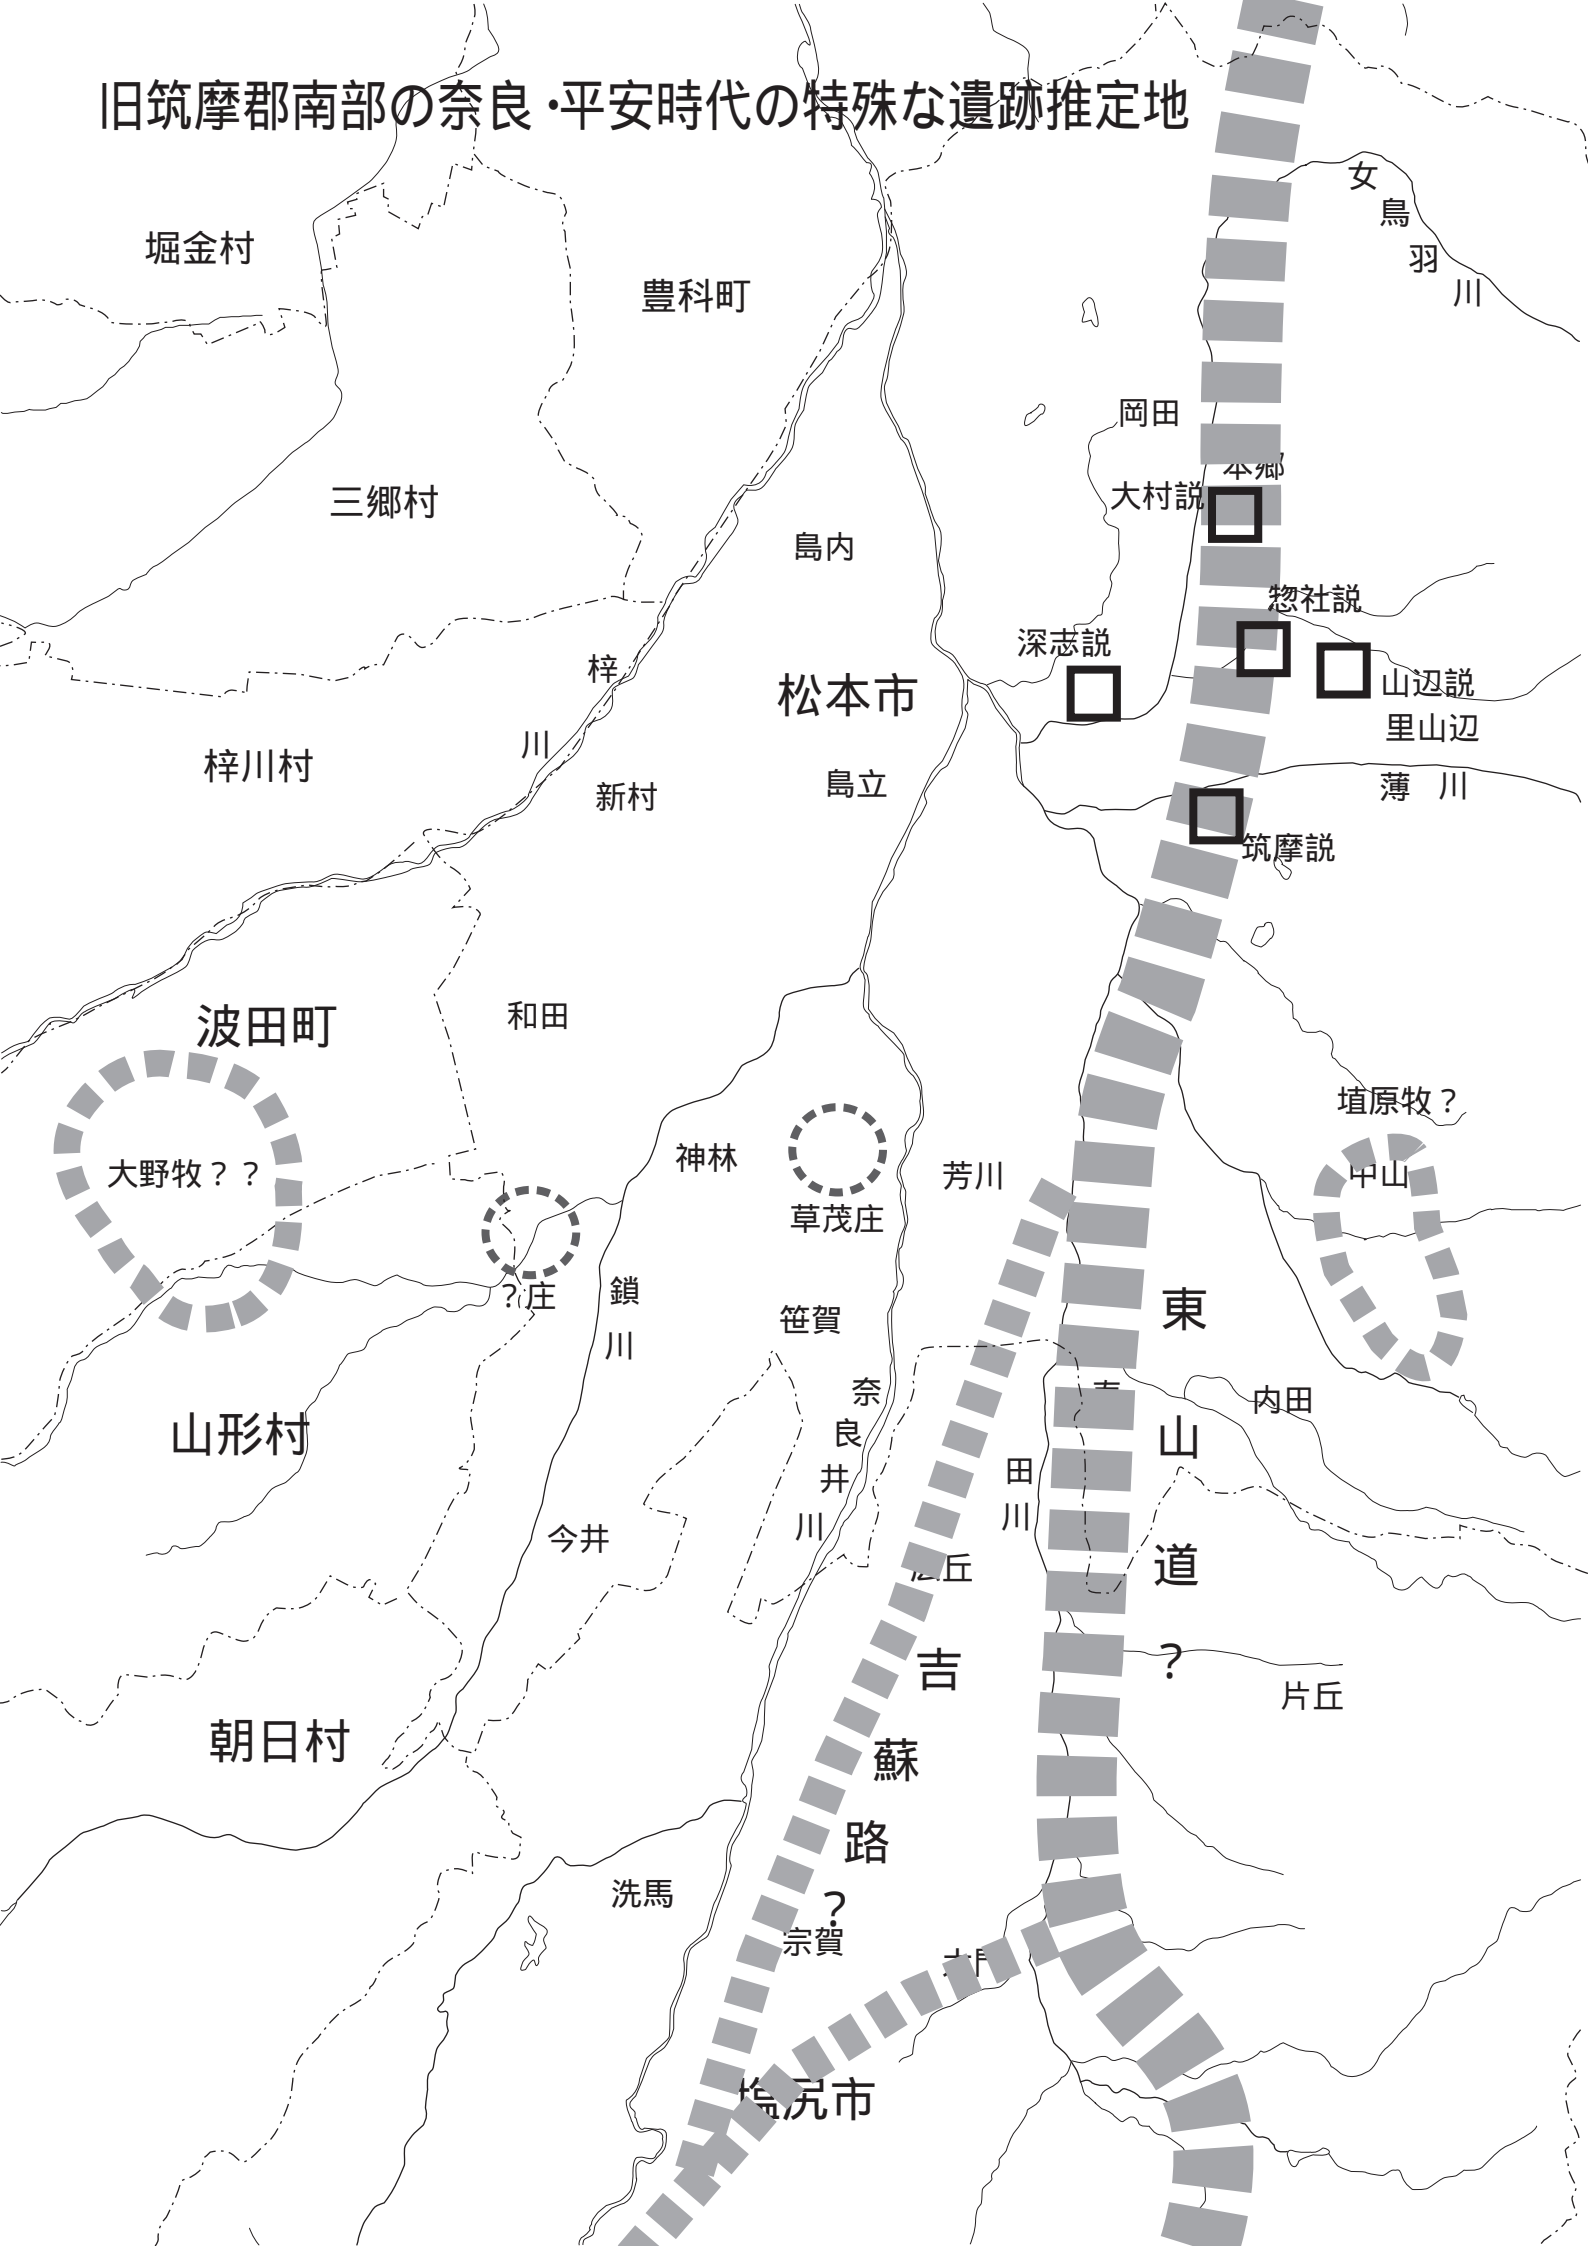 旧筑摩郡南部の奈良・平安時代の特殊な遺跡推定地
女鳥羽川
堀金村
豊科町
岡田
本郷
大村説
三郷村
島内
惣社説
深志説
梓川
松本市
山辺説
里山辺
梓川村
新村
島立
薄川
筑摩説
波田町
和田
埴原牧？
大野牧？？
神林
芳川
中山
草茂庄
？庄
鎖川
笹賀
東山道？
奈良井川
内田
山形村
田川
今井
広丘
吉蘇路？
片丘
朝日村
洗馬
宗賀
大門
塩尻市